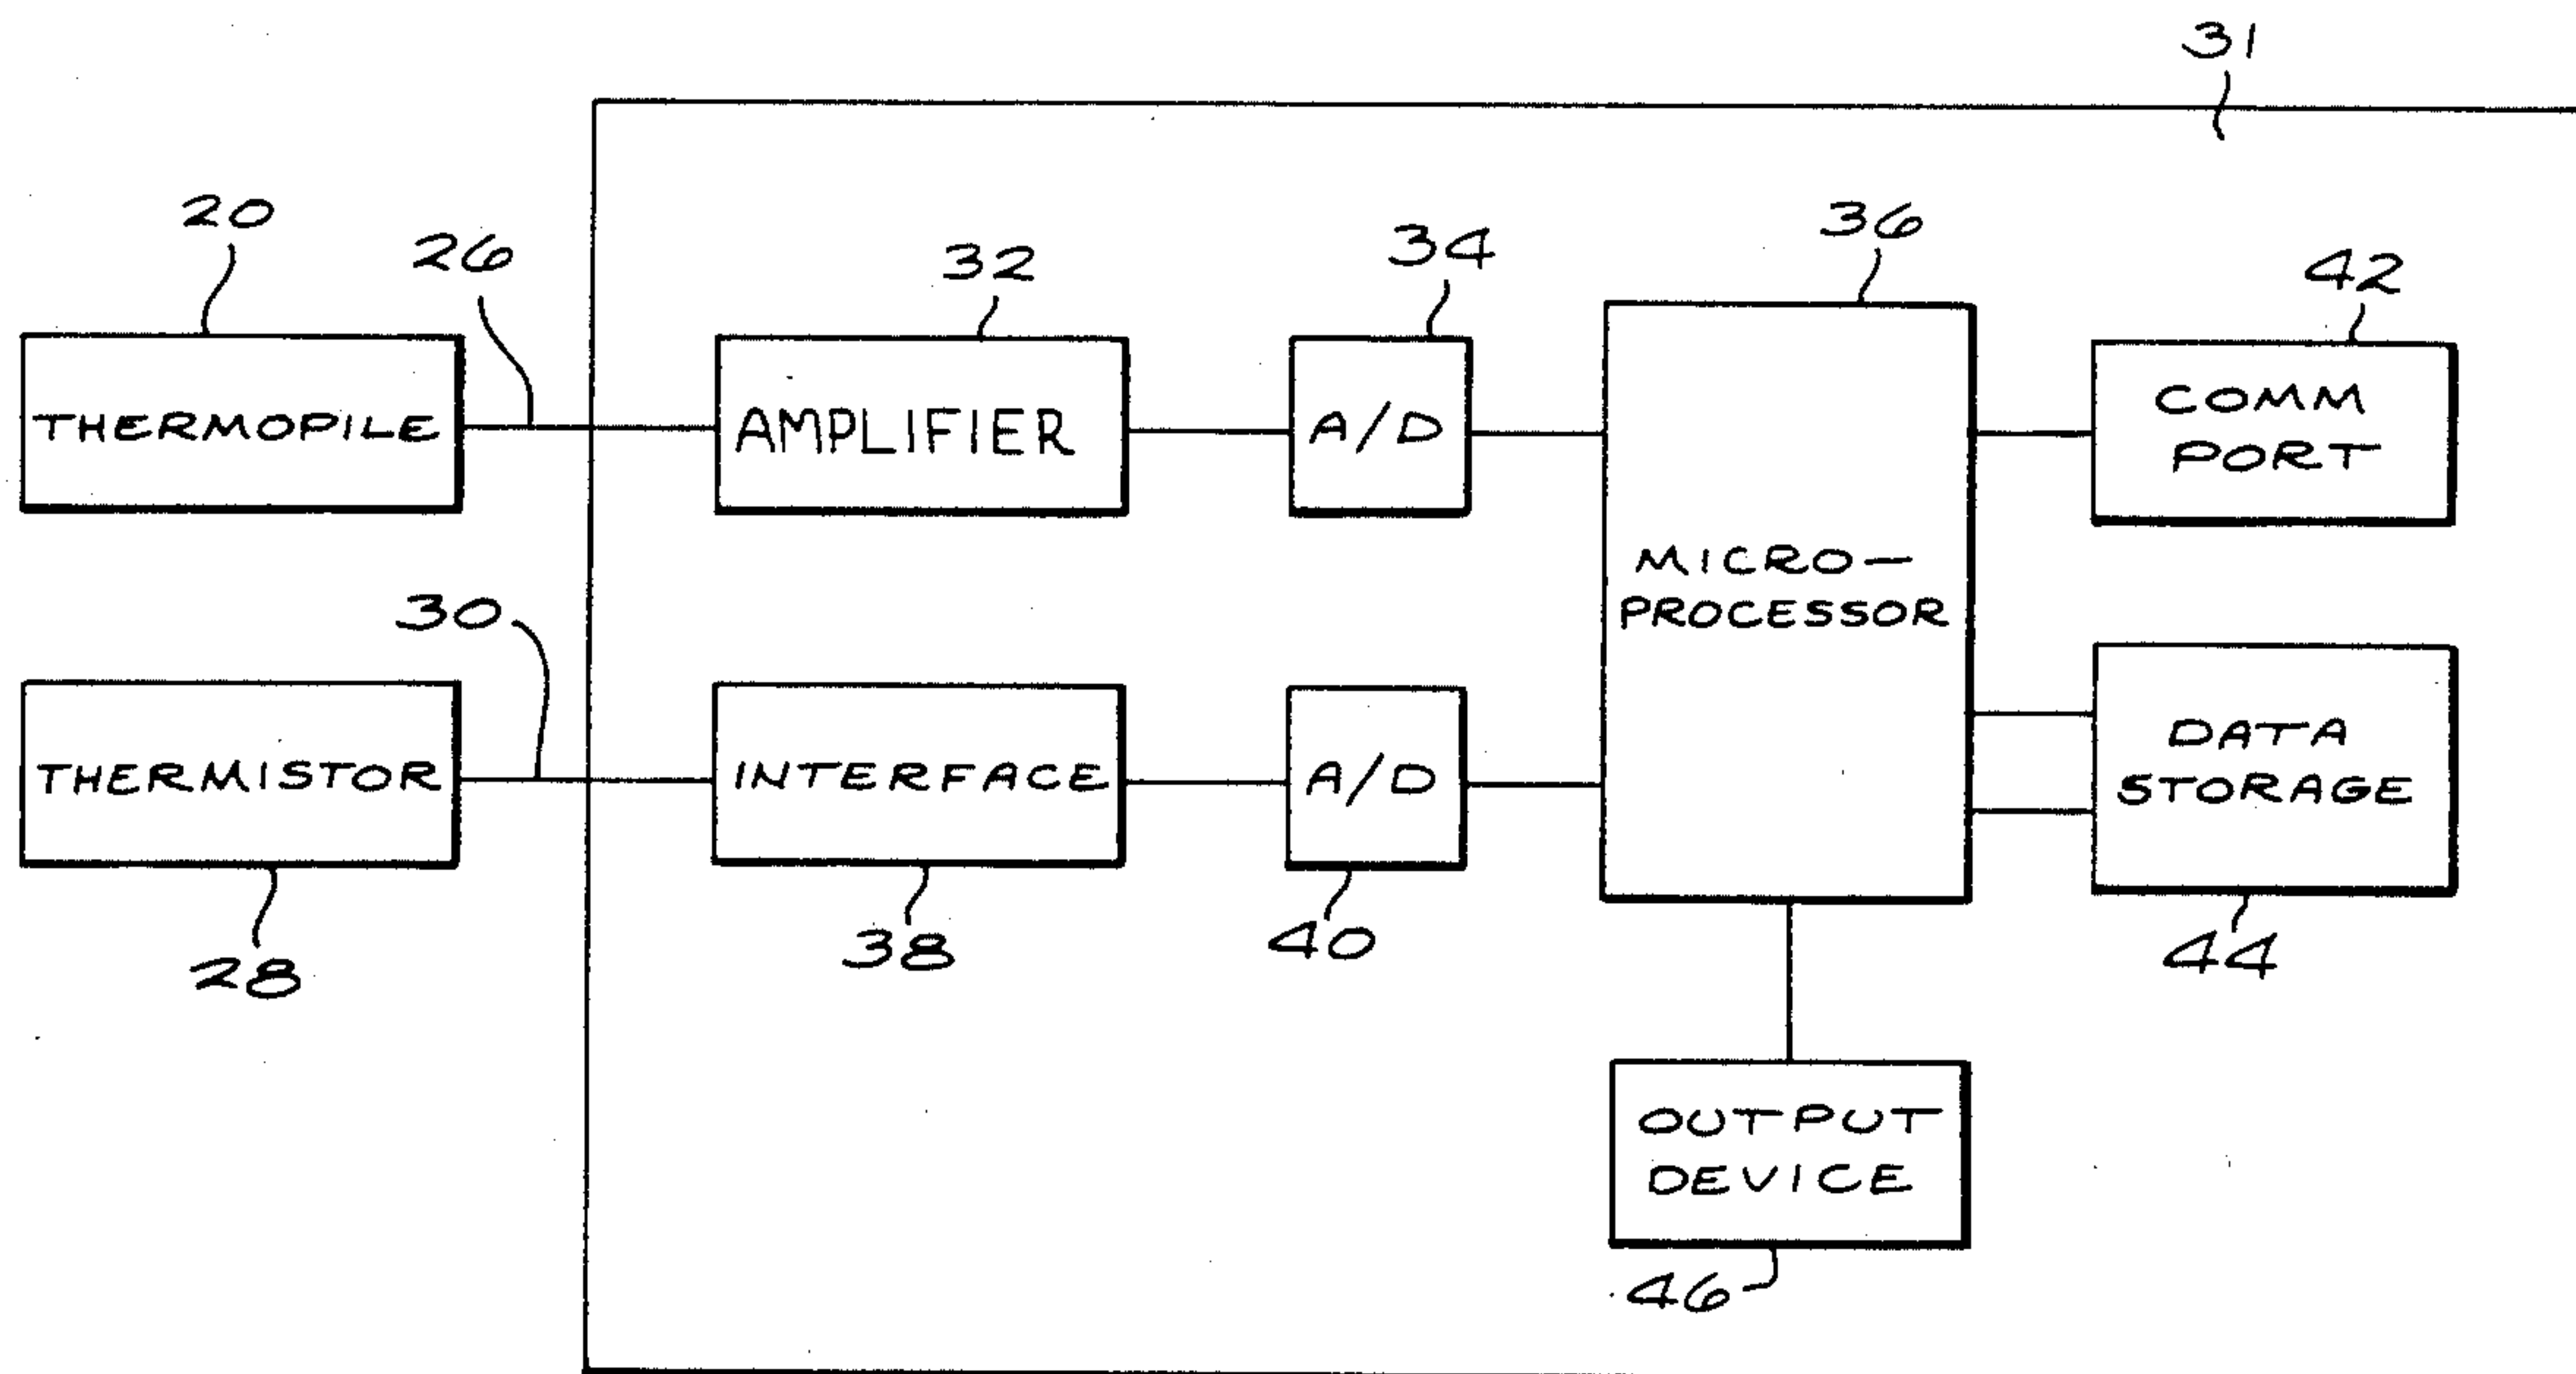 31
20
26
32
34
36
42
THERMOPILE
AMPLIFIER
A/D
MICRO-
PROCESSOR
COMM
PORT
30
THERMISTOR
INTERFACE
A/D
DATA
STORAGE
28
38
40
44
OUTPUT
DEVICE
46